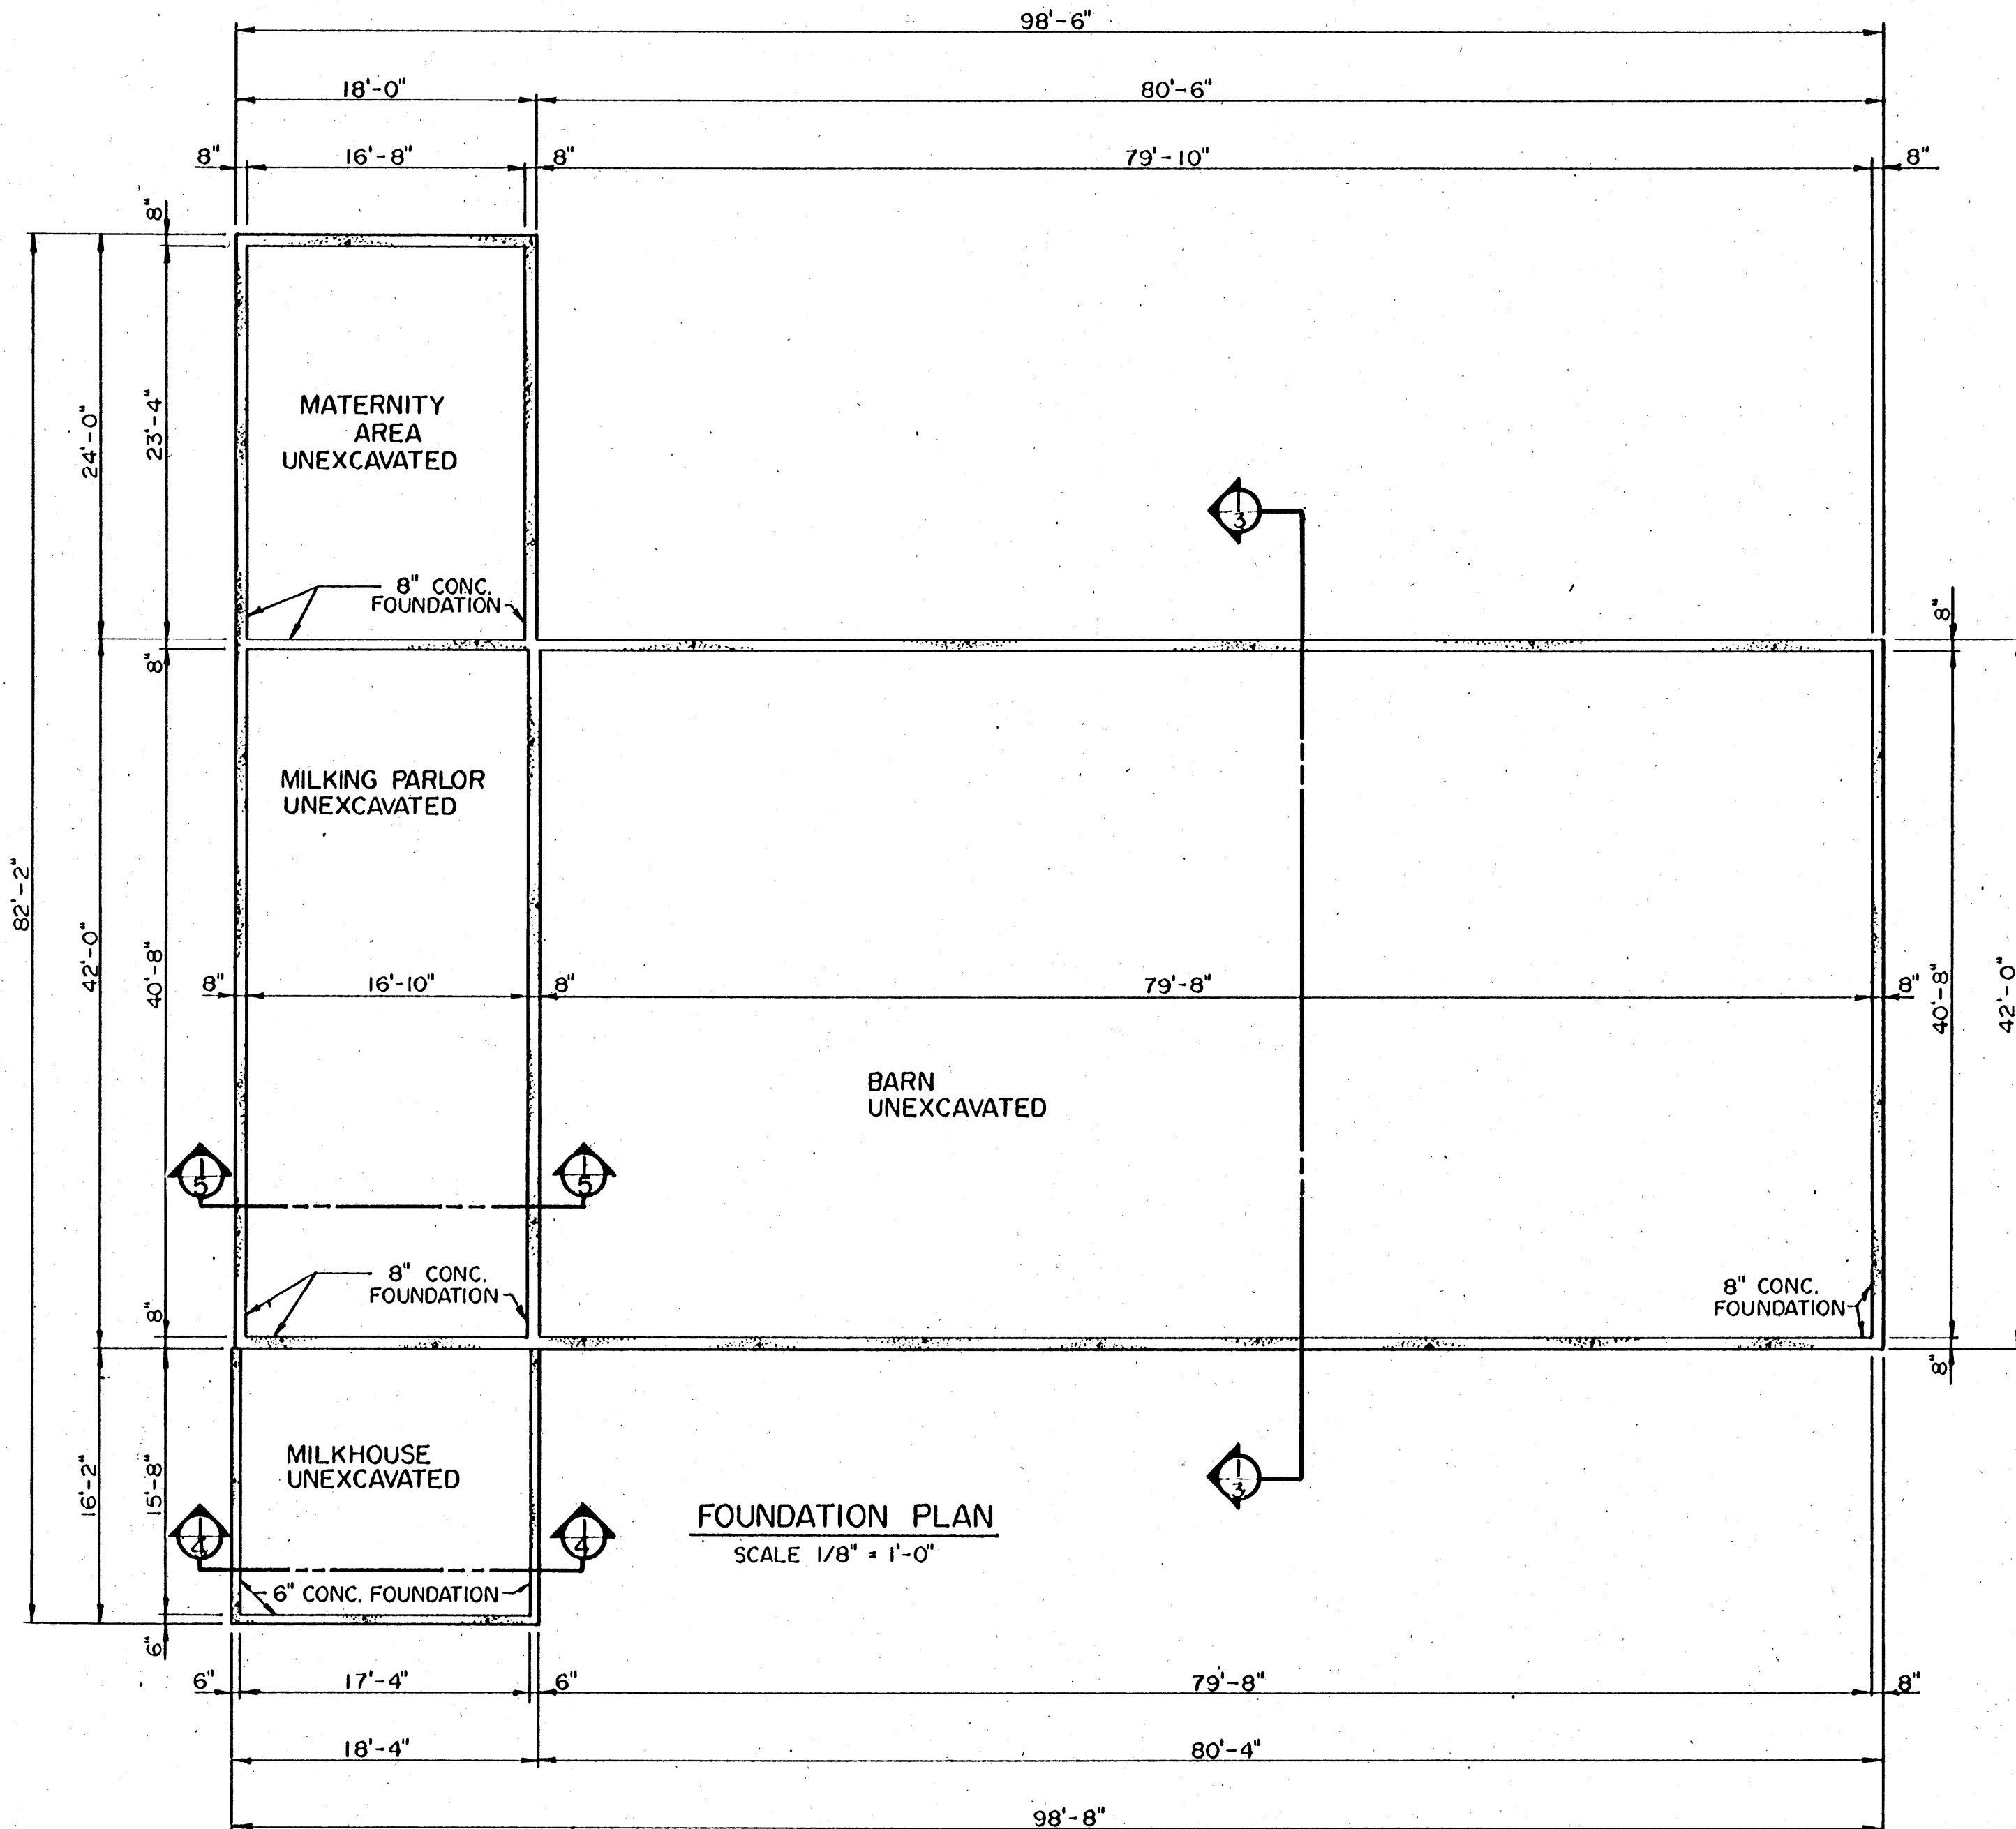 98'-6"
18'-0" 80'-6"
8" 16'-8" 8" 79'-10" 8"
8"
MATERNITY
AREA
UNEXCAVATED
24'-0"
23'-4"
1
3
8" CONC.
FOUNDATION
8"
8"
MILKING PARLOR
UNEXCAVATED
82'-2"
42'-0"
40'-8"
8" 16'-10" 8" 79'-8" 8"
40'-8"
42'-0"
BARN
UNEXCAVATED
1
5
1
5
8" CONC.
FOUNDATION
8" CONC.
FOUNDATION
8"
8"
MILKHOUSE
UNEXCAVATED
16'-2"
15'-8"
1
4
1
4
1
3
FOUNDATION PLAN
SCALE 1/8" = 1'-0"
6" CONC. FOUNDATION
6"
6" 17'-4" 6" 79'-8" 8"
18'-4" 80'-4"
98'-8"